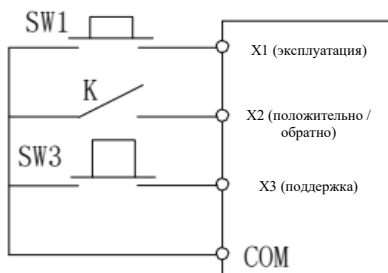 SW1
X1 (эксплуатация)
K
X2 (положительно /
обратно)
SW3
X3 (поддержка)
COM